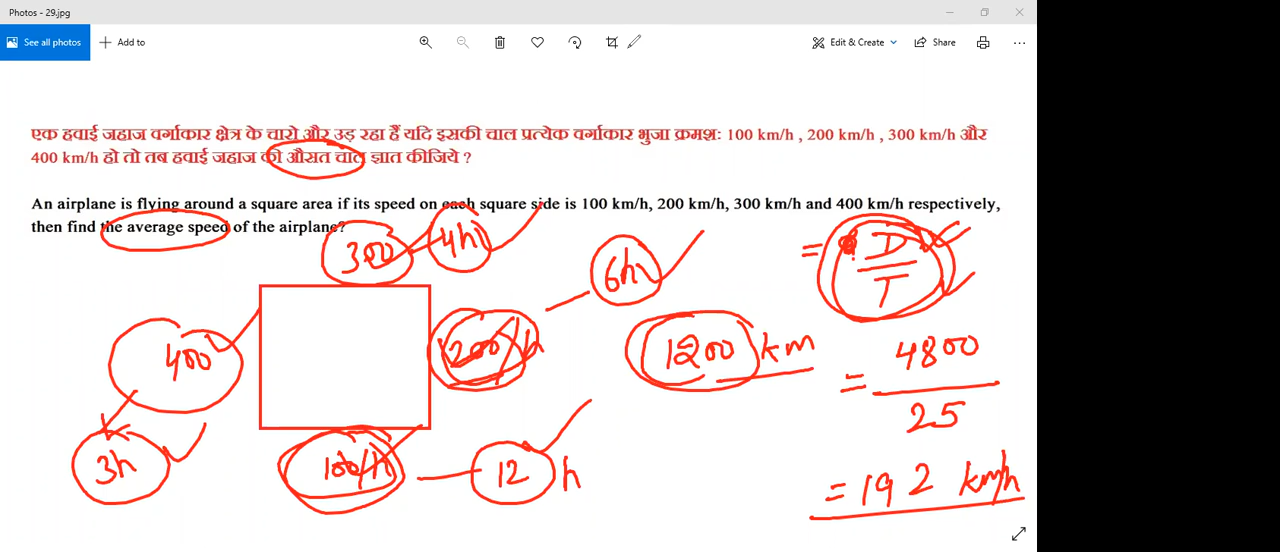 Photos - 29.jpg
See all photos
Add to
Edit & Create
Share
एक हवाई जहाज वर्गाकार क्षेत्र के चारो और उड़ रहा हैं यदि इसकी चाल प्रत्येक वर्गाकार भुजा क्रमश: 100 km/h , 200 km/h , 300 km/h और
400 km/h हो तो तब हवाई जहाज की औसत चाल ज्ञात कीजिये ?
An airplane is flying around a square area if its speed on each square side is 100 km/h, 200 km/h, 300 km/h and 400 km/h respectively,
then find the average speed of the airplane?
300
4h
6h
= D
T
400
200/h
1200 km
= 4800
25
3h
100/h
12 h
= 192 km/h